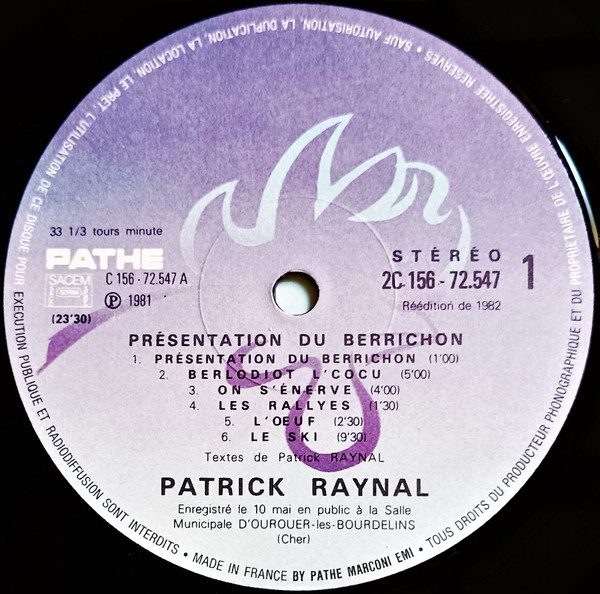 EXECUTION PUBLIQUE ET RADIODIFFUSION SONT INTERDITS • MADE IN FRANCE BY PATHE MARCONI EMI • TOUS DROITS DU PRODUCTEUR PHONOGRAPHIQUE ET DU PROPRIETAIRE DE L'ŒUVRE ENREGISTREE RESERVES • SAUF AUTORISATION, LA DUPLICATION, LA LOCATION, LE PRET, L'UTILISATION DE CE DISQUE POUR
33 1/3 tours minute
PATHE
SACEM
C 156 - 72.547 A
℗ 1981
(23'30)
STÉRÉO
2C 156 - 72.547
1
Réédition de 1982
PRÉSENTATION DU BERRICHON
1. PRÉSENTATION DU BERRICHON (1'00)
2. BERLODIOT L'COCU (5'00)
3. ON S'ÉNERVE (4'00)
4. LES RALLYES (1'30)
5. L'OEUF (2'30)
6. LE SKI (9'30)
Textes de Patrick RAYNAL
PATRICK RAYNAL
Enregistré le 10 mai en public à la Salle
Municipale D'OUROUER-les-BOURDELINS
(Cher)